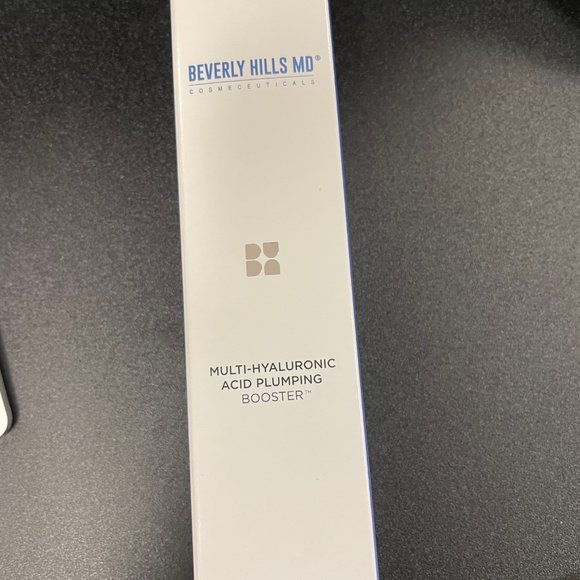 BEVERLY HILLS MD®
COSMECEUTICALS
MULTI-HYALURONIC
ACID PLUMPING
BOOSTER™